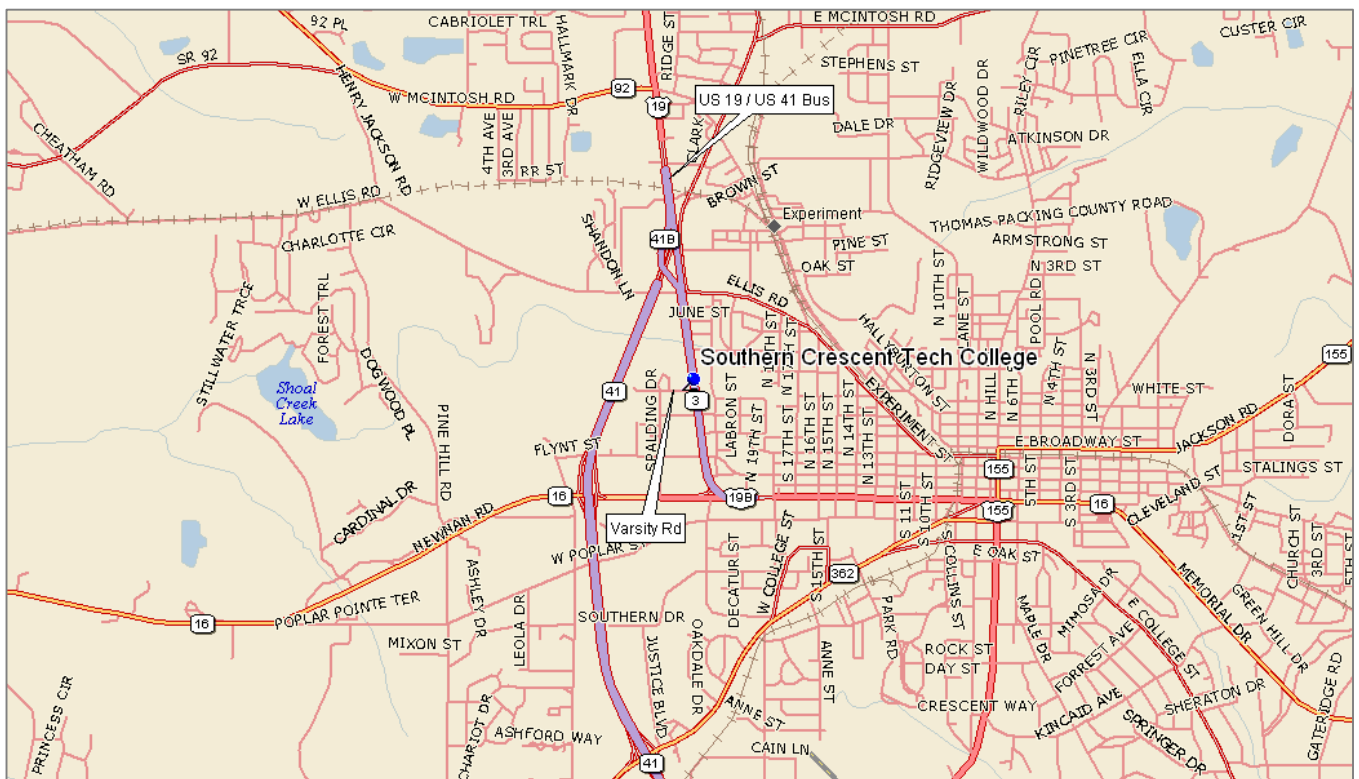 92 PL
CABRIOLET TRL
HALLMARK DR
RIDGE ST
E MCINTOSH RD
CUSTER CIR
SR 92
HENRY JACKSON RD
W MCINTOSH RD
92
19
US 19 / US 41 Bus
STEPHENS ST
PINETREE CIR
ELLA CIR
RILEY CIR
WILDWOOD DR
RIDGEVIEW DR
DALE DR
ATKINSON DR
CHEATHAM RD
4TH AVE
3RD AVE
RR 5T
CLARK
BROWN ST
W ELLIS RD
Experiment
THOMAS PACKING COUNTY ROAD
CHARLOTTE CIR
SHANDON LN
41B
PINE ST
ARMSTRONG ST
OAK ST
N 3RD ST
STILLWATER TRCE
FOREST TRL
ELLIS RD
JUNE ST
N 10TH ST
LANE ST
POOL RD
HALLYBURTON ST
N 17TH ST
DOGWOOD PL
Shoal
Creek
Lake
Southern Crescent Tech College
155
41
3
SPALDING DR
LABRON ST
N 197TH ST
S 17TH ST
N 16TH ST
N 15TH ST
N 14TH ST
N 13TH ST
EXPERIMENT ST
N HILL
N 6TH
N 4TH ST
N 3RD ST
WHITE ST
JACKSON RD
DORA ST
PINE HILL RD
FLYNT ST
E BROADWAY ST
155
STALINGS ST
CARDINAL DR
NEWNAN RD
16
19B
155
5TH ST
S 3RD ST
16
CLEVELAND ST
1ST ST
CHURCH ST
3RD ST
5TH ST
Varsity Rd
W POPLAR S
W COLLEGE ST
S 15TH ST
S 11 ST
S 10TH ST
E OAK ST
362
DECATUR ST
S COLLINS ST
MEMORIAL DR
GREEN HILL DR
16
POPLAR POINTE TER
ASHLEY DR
LEOLA DR
SOUTHERN DR
PARK RD
MAPLE DR
MIMOSA DR
E COLLEGE ST
MIXON ST
JUSTICE BLVD
OAKDALE DR
ANNE ST
ROCK ST
DAY ST
FORREST AVE
SHERATON DR
GATERIDGE RD
PRINCESS CIR
CHARIOT DR
ASHFORD WAY
ANNE ST
CRESCENT WAY
KINCAID AVE
SPRINGER DR
41
CAIN LN